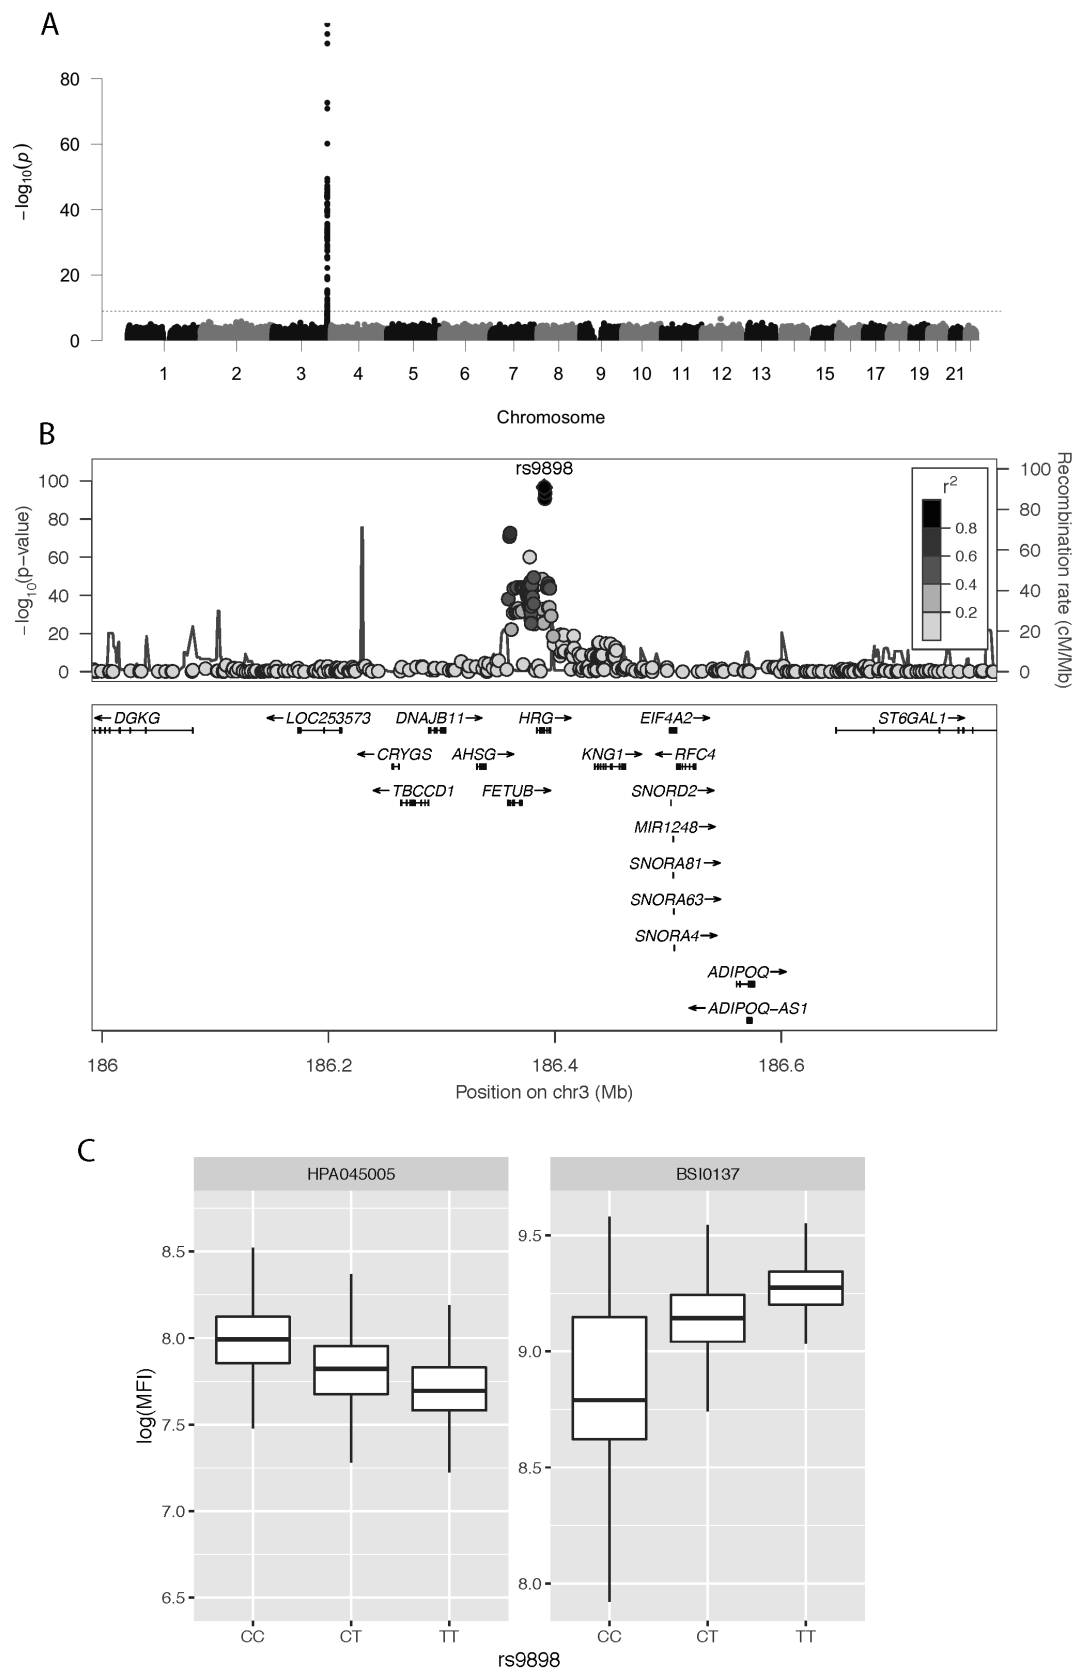 A
−log10(p)
80
60
40
20
0
1 2 3 4 5 6 7 8 9 10 11 12 13 15 17 19 21
Chromosome
B
rs9898
−log10(p−value)
100
80
60
40
20
0
Recombination rate (cM/Mb)
100
80
60
40
20
0
r2
0.8
0.6
0.4
0.2
←DGKG ←LOC253573 DNAJB11→ HRG→ EIF4A2→ ST6GAL1→
←CRYGS AHSG→ KNG1→ ←RFC4
←TBCCD1 FETUB→ SNORD2→
MIR1248→
SNORA81→
SNORA63→
SNORA4→
ADIPOQ→
←ADIPOQ−AS1
186 186.2 186.4 186.6
Position on chr3 (Mb)
C
HPA045005 BSI0137
log(MFI)
8.5
8.0
7.5
7.0
6.5
9.5
9.0
8.5
8.0
CC CT TT CC CT TT
rs9898